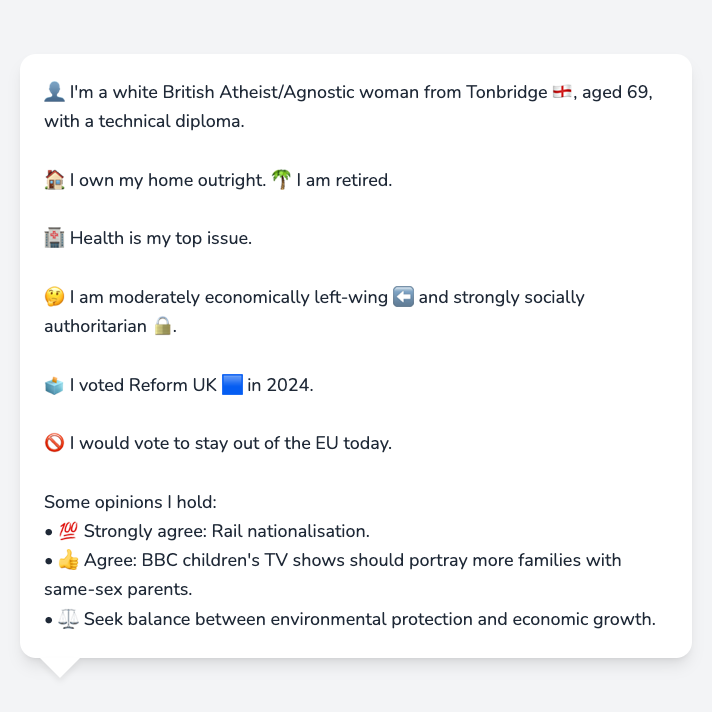 👤 I'm a white British Atheist/Agnostic woman from Tonbridge 🏴󠁧󠁢󠁥󠁮󠁧󠁿, aged 69,
with a technical diploma.
🏠 I own my home outright. 🌴 I am retired.
🏥 Health is my top issue.
🤔 I am moderately economically left-wing ⬅️ and strongly socially
authoritarian 🔒.
🗳️ I voted Reform UK 🟦 in 2024.
🚫 I would vote to stay out of the EU today.
Some opinions I hold:
• 💯 Strongly agree: Rail nationalisation.
• 👍 Agree: BBC children's TV shows should portray more families with
same-sex parents.
• ⚖️ Seek balance between environmental protection and economic growth.